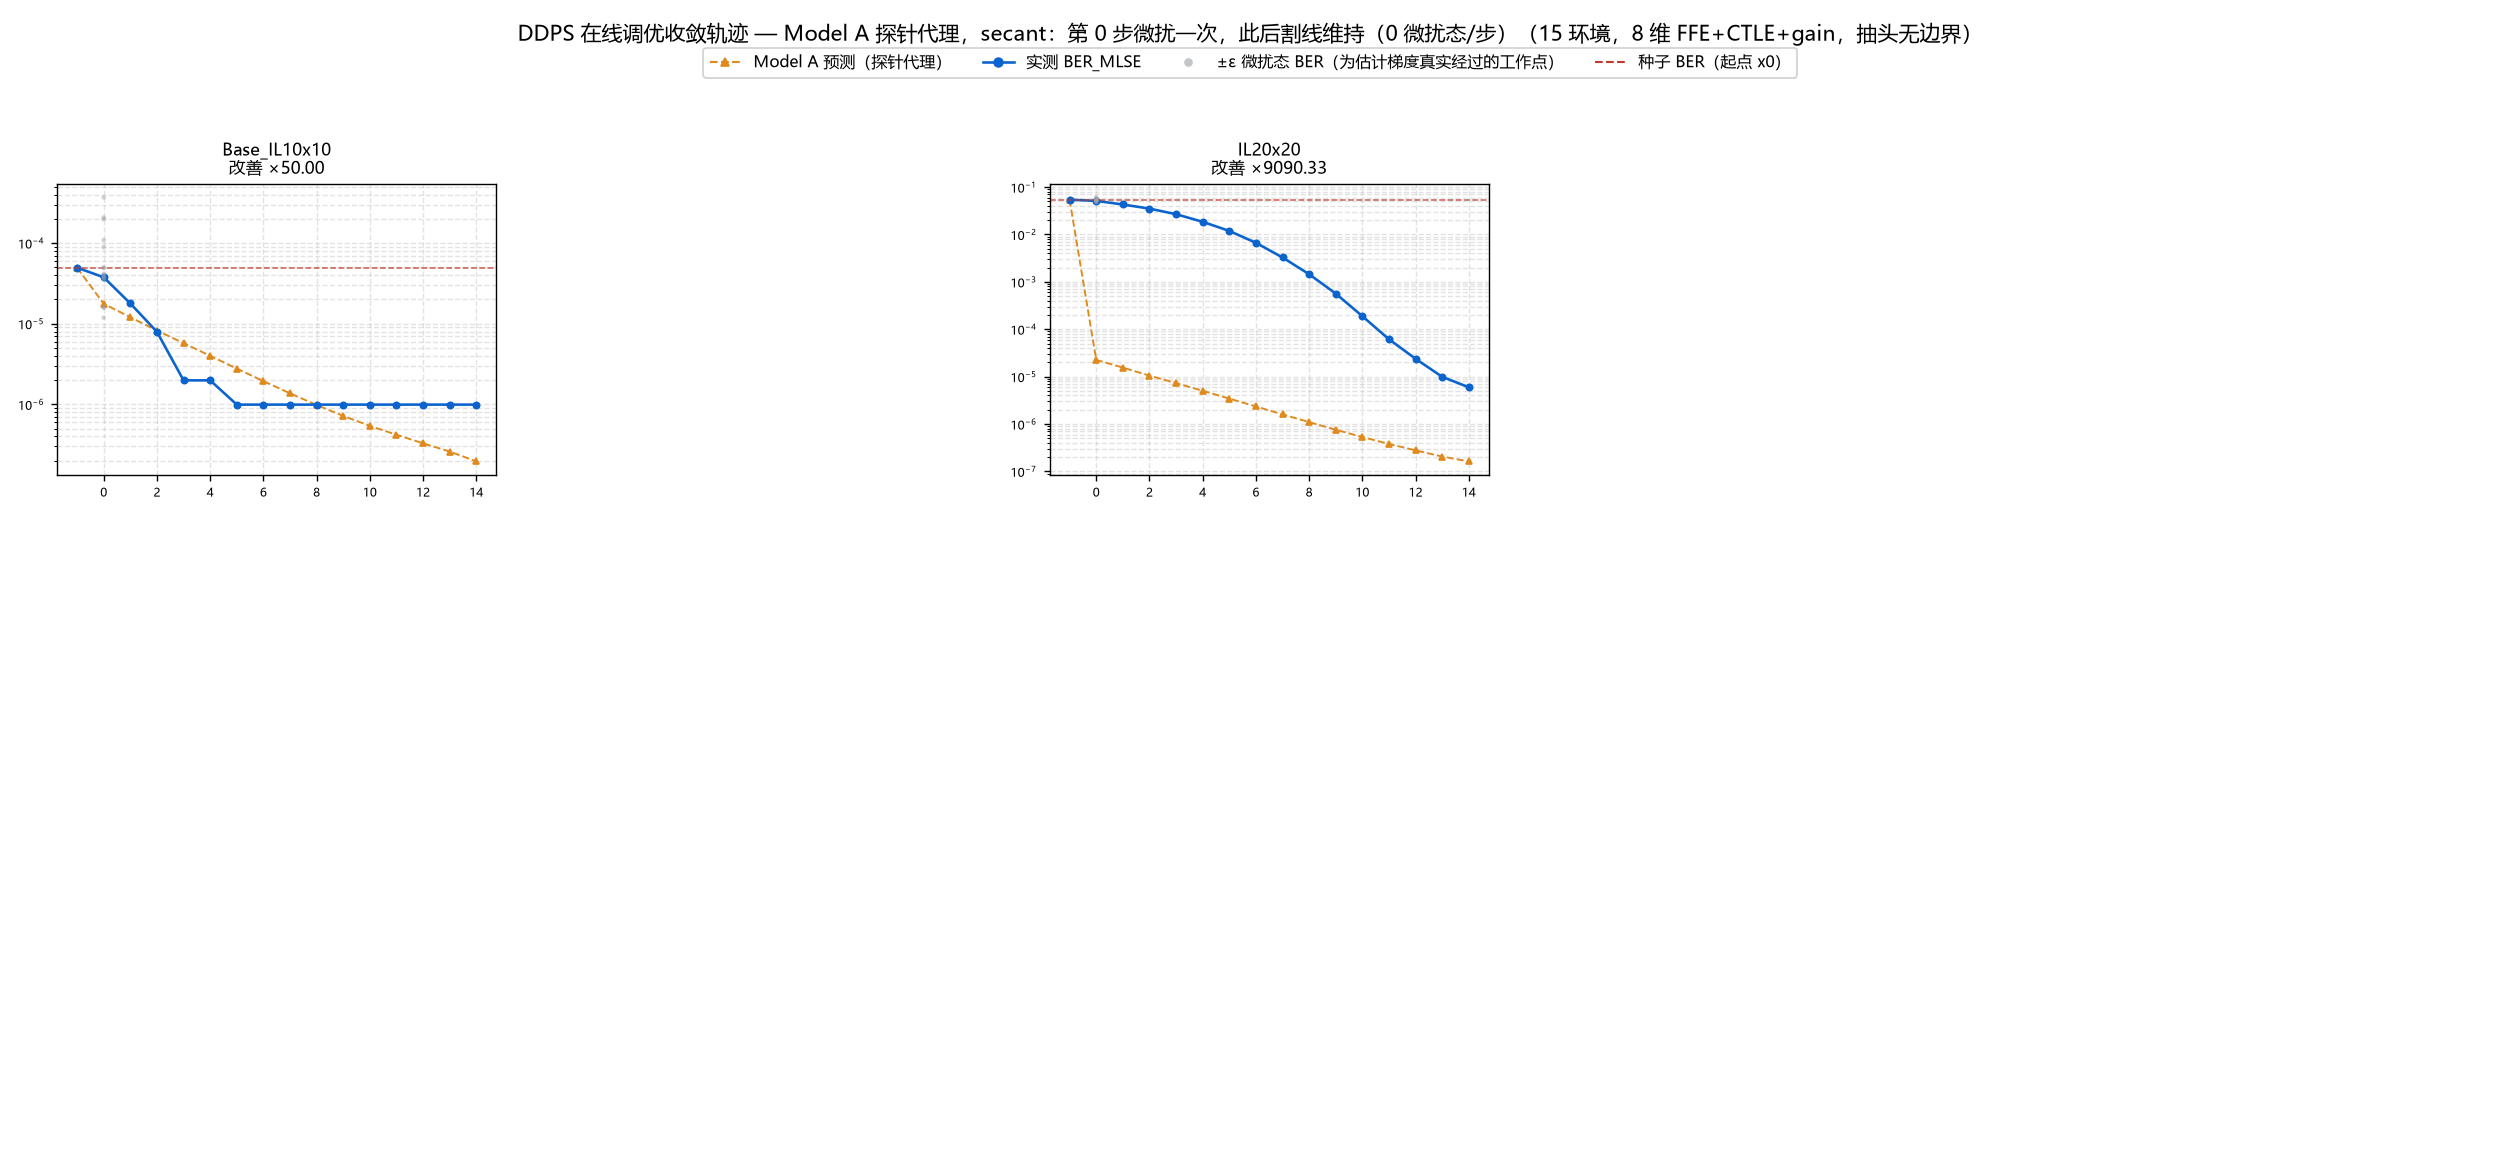 DDPS 在线调优收敛轨迹 — Model A 探针代理，secant：第 0 步微扰一次，此后割线维持（0 微扰态/步）（15 环境，8 维 FFE+CTLE+gain，抽头无边界）
Model A 预测（探针代理） 实测 BER_MLSE ±ε 微扰态 BER（为估计梯度真实经过的工作点） 种子 BER（起点 x0）
Base_IL10x10
改善 ×50.00
10⁻⁴
10⁻⁵
10⁻⁶
0 2 4 6 8 10 12 14
IL20x20
改善 ×9090.33
10⁻¹
10⁻²
10⁻³
10⁻⁴
10⁻⁵
10⁻⁶
10⁻⁷
0 2 4 6 8 10 12 14